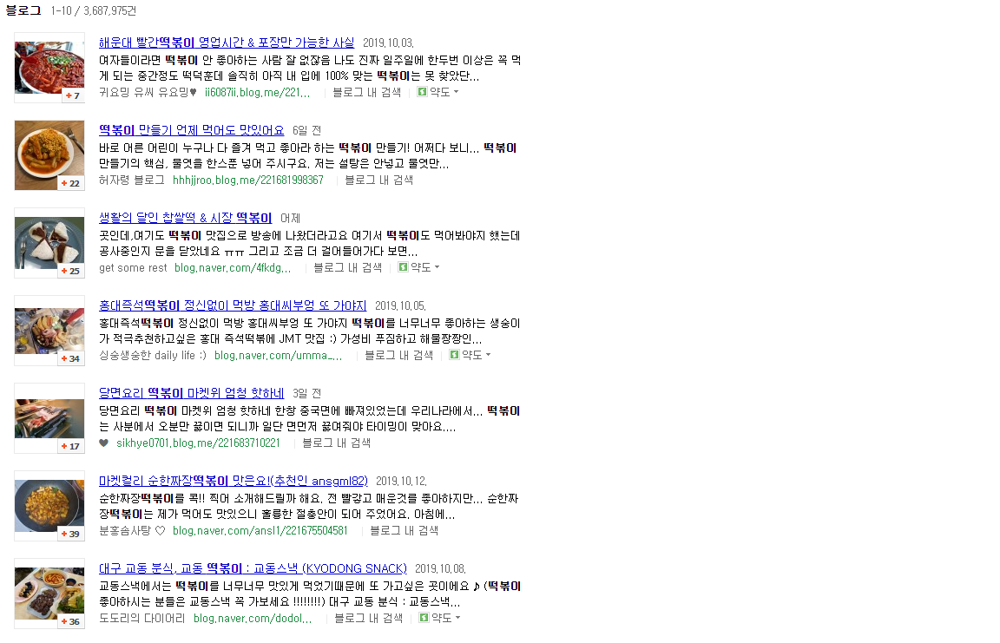 블로그 1-10 / 3,687,975건
해운대 빨간떡볶이 영업시간 & 포장만 가능한 사실 2019.10.03.
여자들이라면 떡볶이 안 좋아하는 사람 잘 없잖음 나도 진짜 일주일에 한두번 이상은 꼭 먹
게 되는 중간정도 떡덕훈데 솔직히 아직 내 입에 100% 맞는 떡볶이는 못 찾았단...
귀요밍 유씨 유요밍♥ ii6087ii.blog.me/221... 블로그 내 검색 약도
+ 7
떡볶이 만들기 언제 먹어도 맛있어요 6일 전
바로 어른 어린이 누구나 다 즐겨 먹고 좋아라 하는 떡볶이 만들기! 어쩌다 보니... 떡볶이
만들기의 핵심, 물엿을 한스푼 넣어 주시구요. 저는 설탕은 안넣고 물엿만...
허자령 블로그 hhhjjroo.blog.me/221681998367 블로그 내 검색
+ 22
생활의 달인 찹쌀떡 & 시장 떡볶이 어제
곳인데,여기도 떡볶이 맛집으로 방송에 나왔더라고요 여기서 떡볶이도 먹어봐야지 했는데
공사중인지 문을 닫았네요 ㅠㅠ 그리고 조금 더 걸어들어가다 보면...
get some rest blog.naver.com/4fkdg... 블로그 내 검색 약도
+ 25
홍대즉석떡볶이 정신없이 먹방 홍대씨부엉 또 가야지 2019.10.05.
홍대즉석떡볶이 정신없이 먹방 홍대씨부엉 또 가야지 떡볶이를 너무너무 좋아하는 생숭이
가 적극추천하고싶은 홍대 즉석떡볶에 JMT 맛집 :) 가성비 푸짐하고 해물짱짱인...
싱숭생숭한 daily life :) blog.naver.com/umma_... 블로그 내 검색 약도
+ 34
당면요리 떡볶이 마켓위 엄청 핫하네 3일 전
당면요리 떡볶이 마켓위 엄청 핫하네 한창 중국면에 빠져있었는데 우리나라에서... 떡볶이
는 사분에서 오분만 끓이면 되니까 일단 면먼저 끓여줘야 타이밍이 맞아요....
♥ sikhye0701.blog.me/221683710221 블로그 내 검색
+ 17
마켓컬리 순한짜장떡볶이 맛은요!(추천인 ansgml82) 2019.10.12.
순한짜장떡볶이를 콕!! 찍어 소개해드릴까 해요. 전 빨갛고 매운것를 좋아하지만... 순한짜
장떡볶이는 제가 먹어도 맛있으니 훌륭한 절충안이 되어 주었어요. 아침에...
분홍솜사탕 ♡ blog.naver.com/ansl1/221675504581 블로그 내 검색
+ 39
대구 교동 분식, 교동 떡볶이 : 교동스낵 (KYODONG SNACK) 2019.10.08.
교동스낵에서는 떡볶이를 너무너무 맛있게 먹었기때문에 또 가고싶은 곳이에요 ♪ (떡볶이
좋아하시는 분들은 교동스낵 꼭 가보세요 !!!!!!!!) 대구 교동 분식 : 교동스낵...
도도리의 다이어리 blog.naver.com/dodol... 블로그 내 검색 약도
+ 36